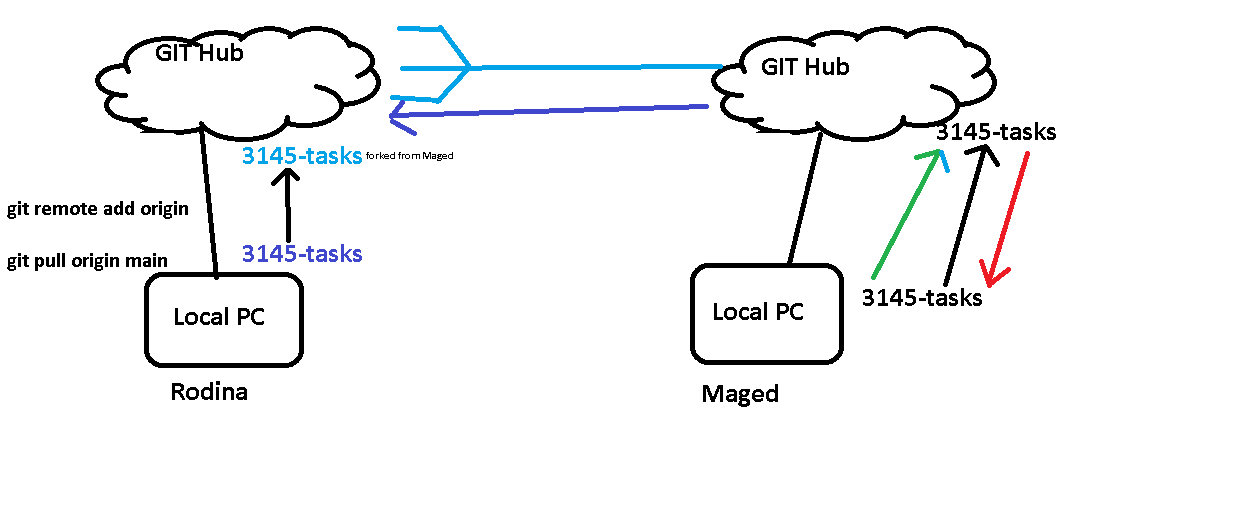 GIT Hub
3145-tasks forked from Maged
git remote add origin
3145-tasks
git pull origin main
Local PC
Rodina
GIT Hub
3145-tasks
3145-tasks
Local PC
Maged